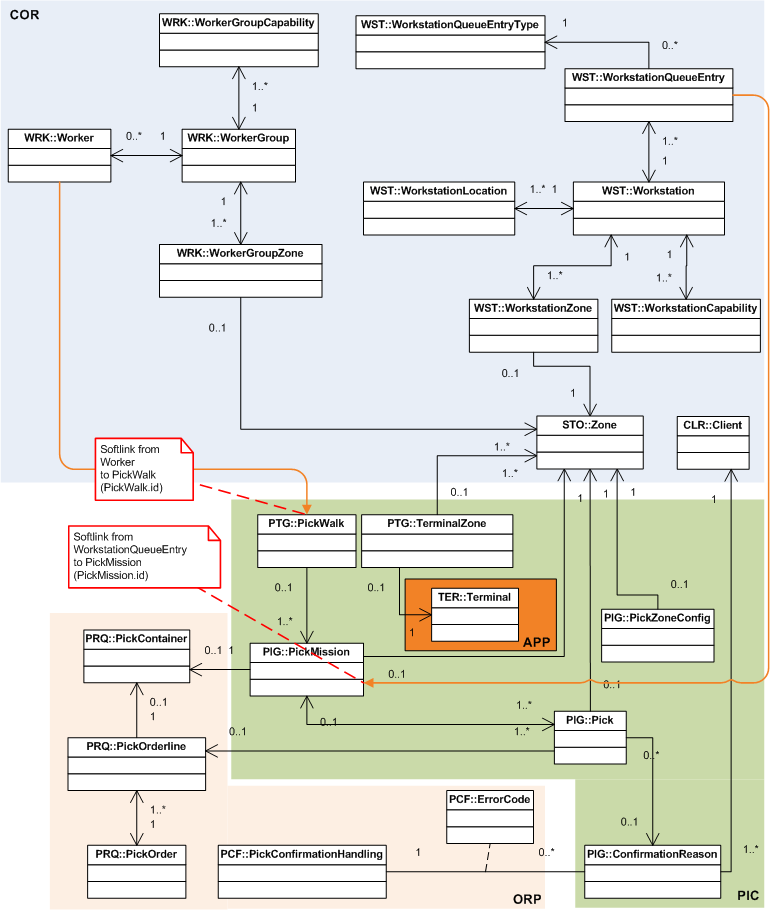 COR
WRK::WorkerGroupCapability
WST::WorkstationQueueEntryType
1
0..*
WST::WorkstationQueueEntry
1..*
1
1..*
1
WRK::Worker
0..*
1
WRK::WorkerGroup
WST::WorkstationLocation
1..*
1
WST::Workstation
1
1..*
WRK::WorkerGroupZone
1
1..*
1
1..*
WST::WorkstationZone
WST::WorkstationCapability
0..1
0..1
1
STO::Zone
CLR::Client
Softlink from
Worker
to PickWalk
(PickWalk.id)
1..*
1..*
0..1
1
1
1
1
PTG::PickWalk
PTG::TerminalZone
Softlink from
WorkstationQueueEntry
to PickMission
(PickMission.id)
0..1
0..1
0..1
TER::Terminal
1
APP
1..*
PIG::PickZoneConfig
PRQ::PickContainer
0..1
1
PIG::PickMission
0..1
0..1
0..1
1
0..1
1..*
1..*
PIG::Pick
0..1
PRQ::PickOrderline
0..*
1..*
1
PCF::ErrorCode
0..1
PRQ::PickOrder
PCF::PickConfirmationHandling
1
0..*
PIG::ConfirmationReason
1..*
ORP
PIC